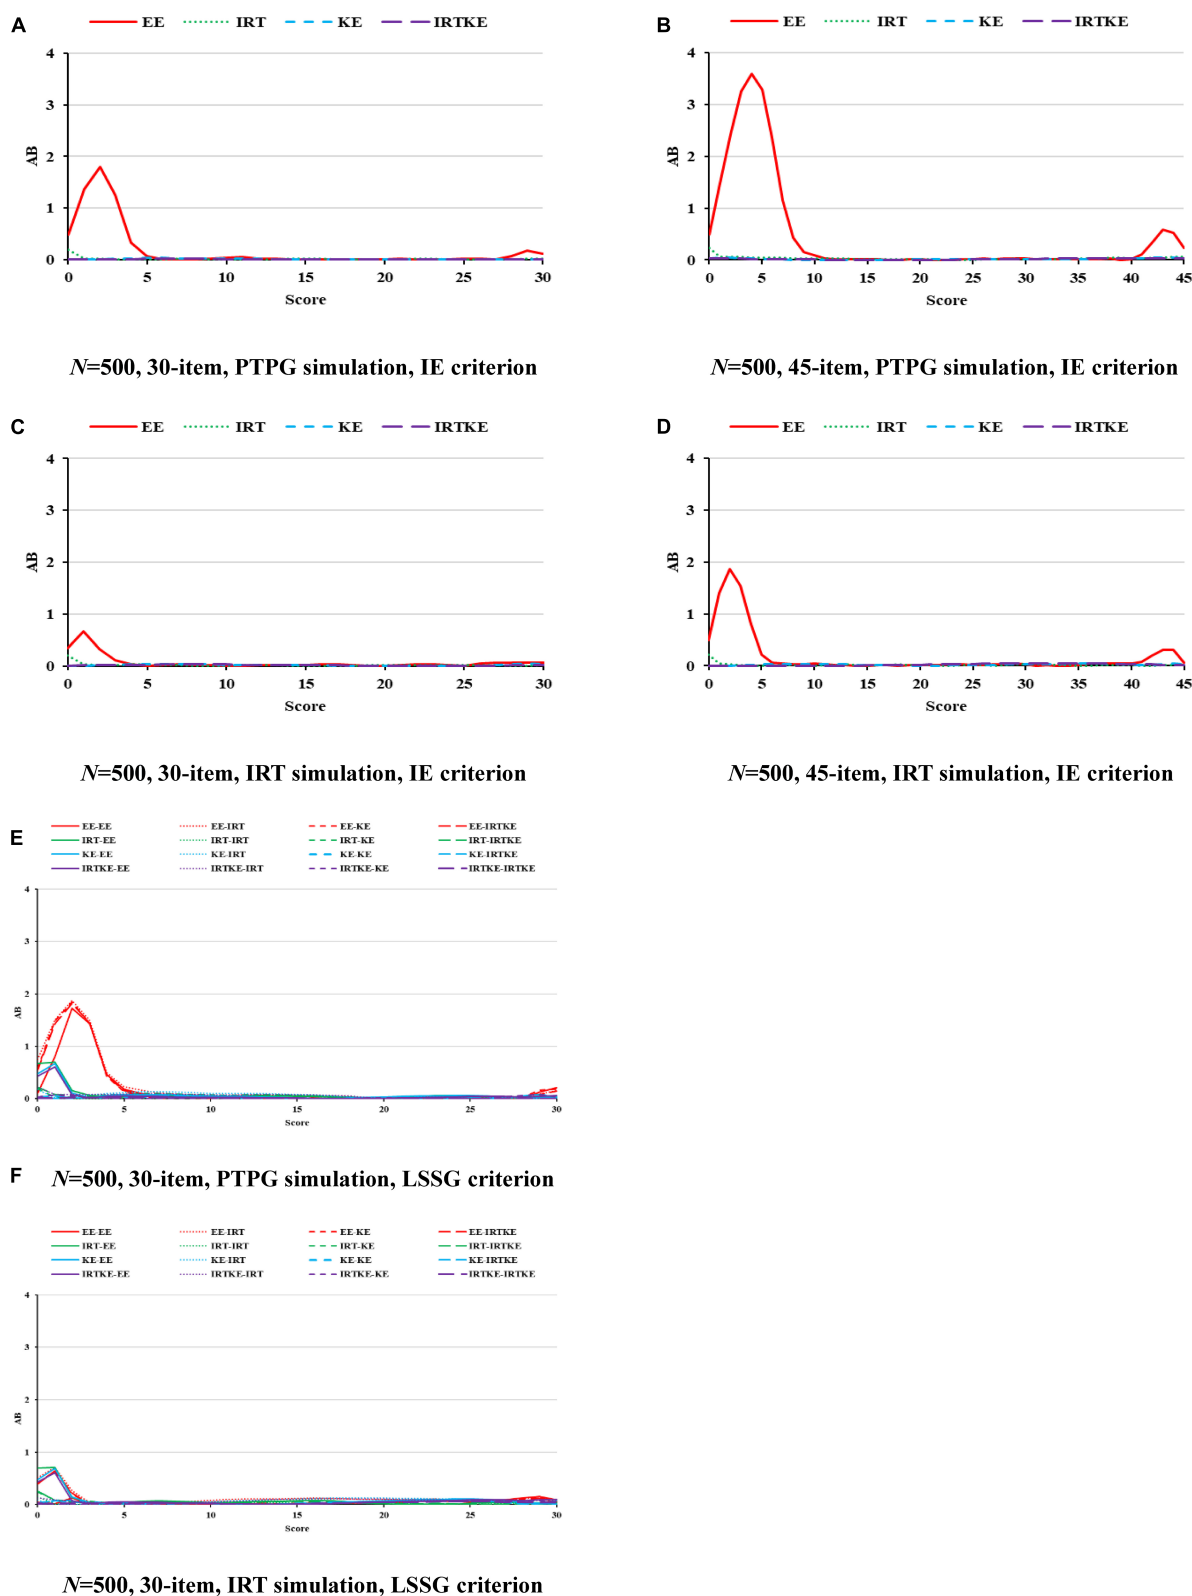 A
EE IRT KE IRTKE
4
3
2
1
0
AB
0 5 10 15 20 25 30
Score
N=500, 30-item, PTPG simulation, IE criterion
B
EE IRT KE IRTKE
4
3
2
1
0
AB
0 5 10 15 20 25 30 35 40 45
Score
N=500, 45-item, PTPG simulation, IE criterion
C
EE IRT KE IRTKE
4
3
2
1
0
AB
0 5 10 15 20 25 30
Score
N=500, 30-item, IRT simulation, IE criterion
D
EE IRT KE IRTKE
4
3
2
1
0
AB
0 5 10 15 20 25 30 35 40 45
Score
N=500, 45-item, IRT simulation, IE criterion
E
EE-EE EE-IRT EE-KE EE-IRTKE
IRT-EE IRT-IRT IRT-KE IRT-IRTKE
KE-EE KE-IRT KE-KE KE-IRTKE
IRTKE-EE IRTKE-IRT IRTKE-KE IRTKE-IRTKE
4
3
2
1
0
AB
0 5 10 15 20 25 30
Score
N=500, 30-item, PTPG simulation, LSSG criterion
F
EE-EE EE-IRT EE-KE EE-IRTKE
IRT-EE IRT-IRT IRT-KE IRT-IRTKE
KE-EE KE-IRT KE-KE KE-IRTKE
IRTKE-EE IRTKE-IRT IRTKE-KE IRTKE-IRTKE
4
3
2
1
0
AB
0 5 10 15 20 25 30
Score
N=500, 30-item, IRT simulation, LSSG criterion